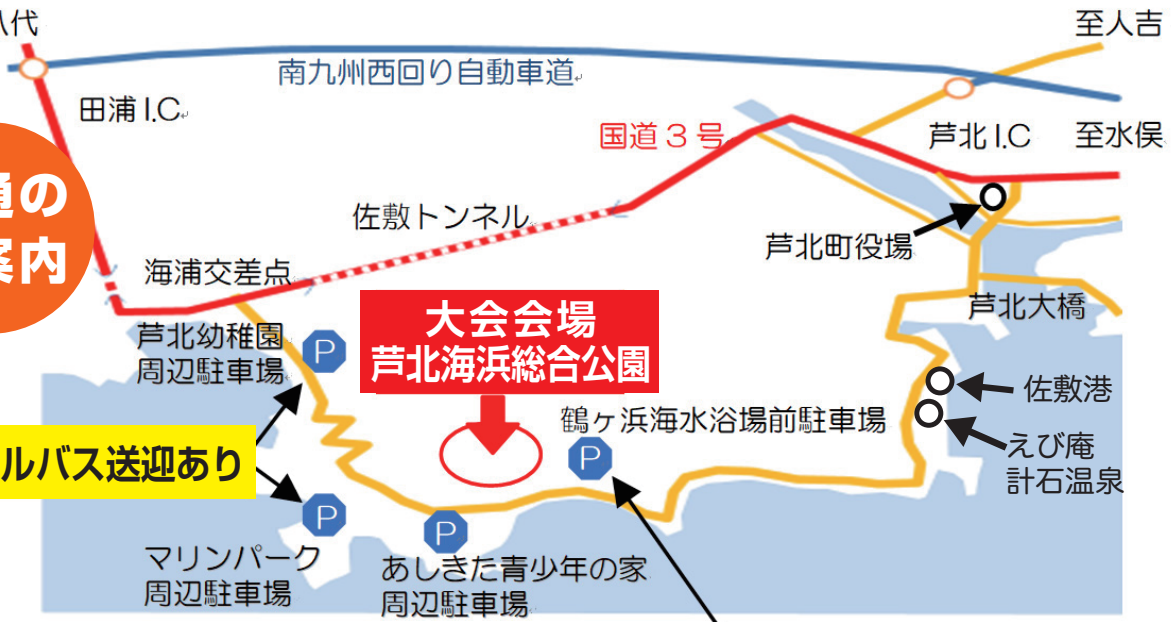 八代
至人吉
南九州西回り自動車道
田浦I.C
国道３号
芦北I.C
至水俣
通の
案内
佐敷トンネル
芦北町役場
海浦交差点
大会会場
芦北海浜総合公園
芦北大橋
芦北幼稚園
周辺駐車場
P
佐敷港
鶴ヶ浜海水浴場前駐車場
P
えび庵
計石温泉
ルバス送迎あり
P
マリンパーク
周辺駐車場
P
あしきた青少年の家
周辺駐車場